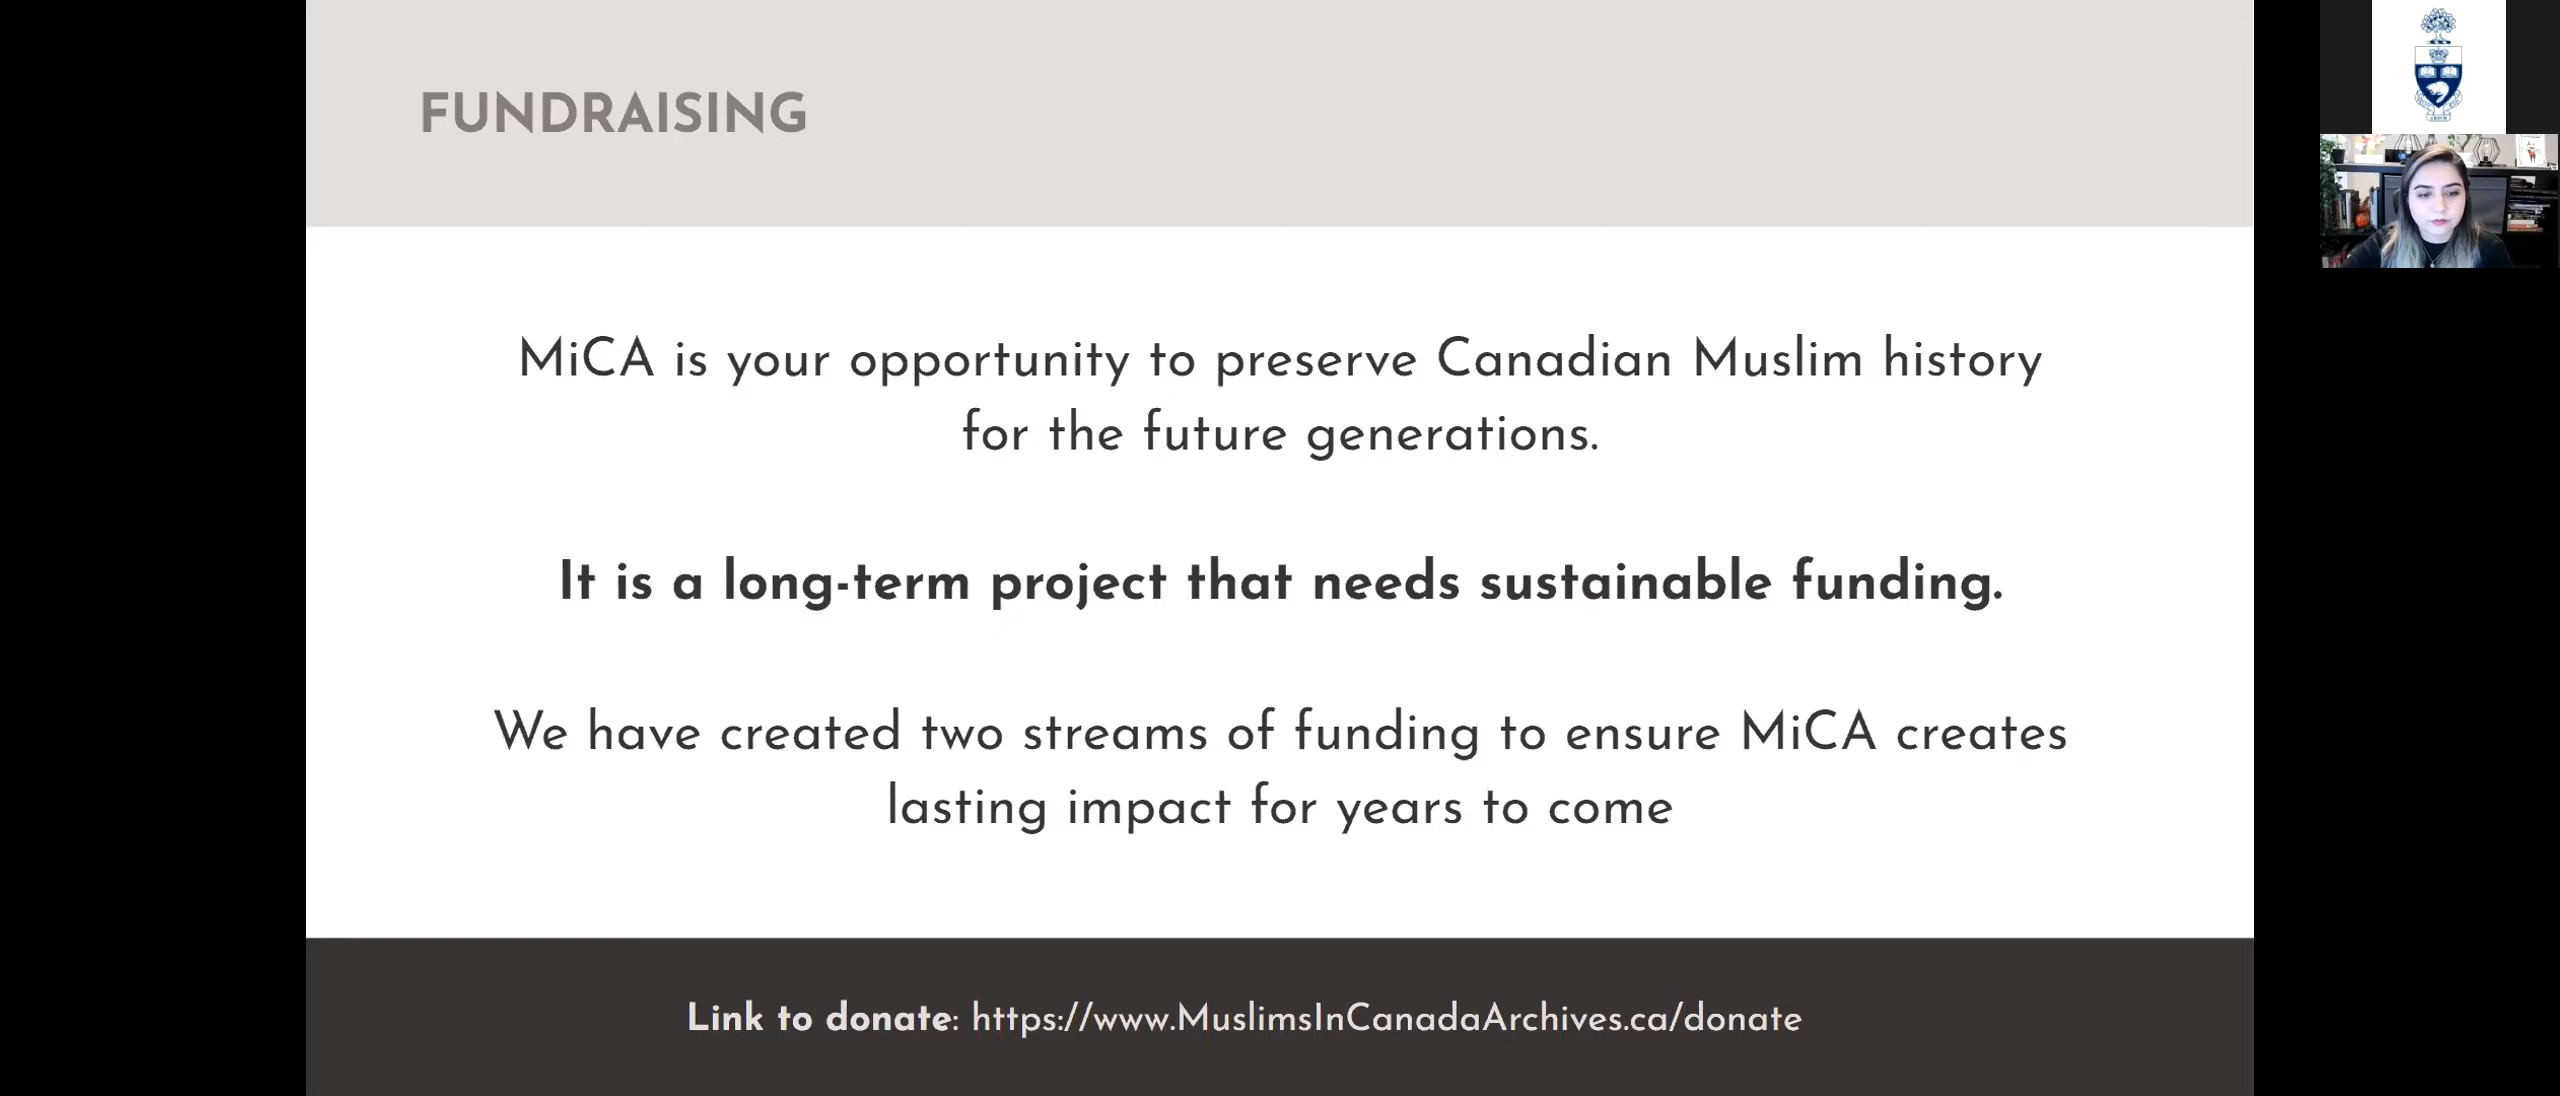 FUNDRAISING
MiCA is your opportunity to preserve Canadian Muslim history
for the future generations.
It is a long-term project that needs sustainable funding.
We have created two streams of funding to ensure MiCA creates
lasting impact for years to come
Link to donate: https://www.MuslimsInCanadaArchives.ca/donate